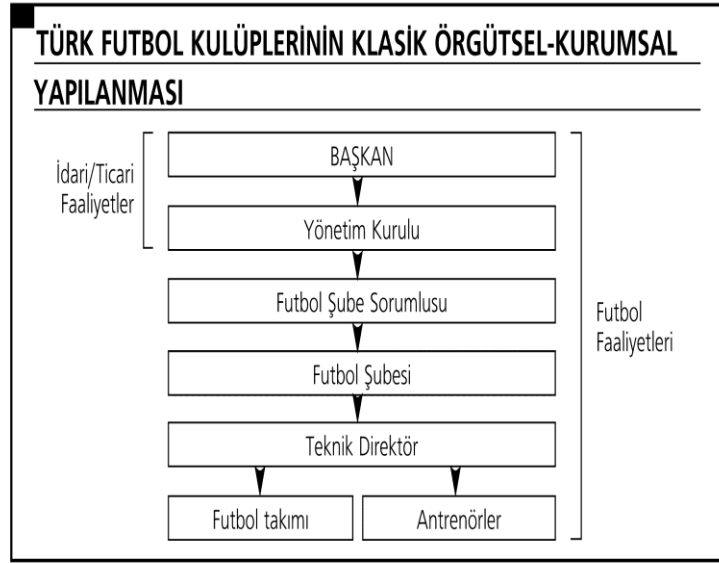 TÜRK FUTBOL KULÜPLERİNİN KLASİK ÖRGÜTSEL-KURUMSAL
YAPILANMASI
İdari/Ticari
Faaliyetler
BAŞKAN
Yönetim Kurulu
Futbol Şube Sorumlusu
Futbol Şubesi
Teknik Direktör
Futbol takımı
Antrenörler
Futbol
Faaliyetleri